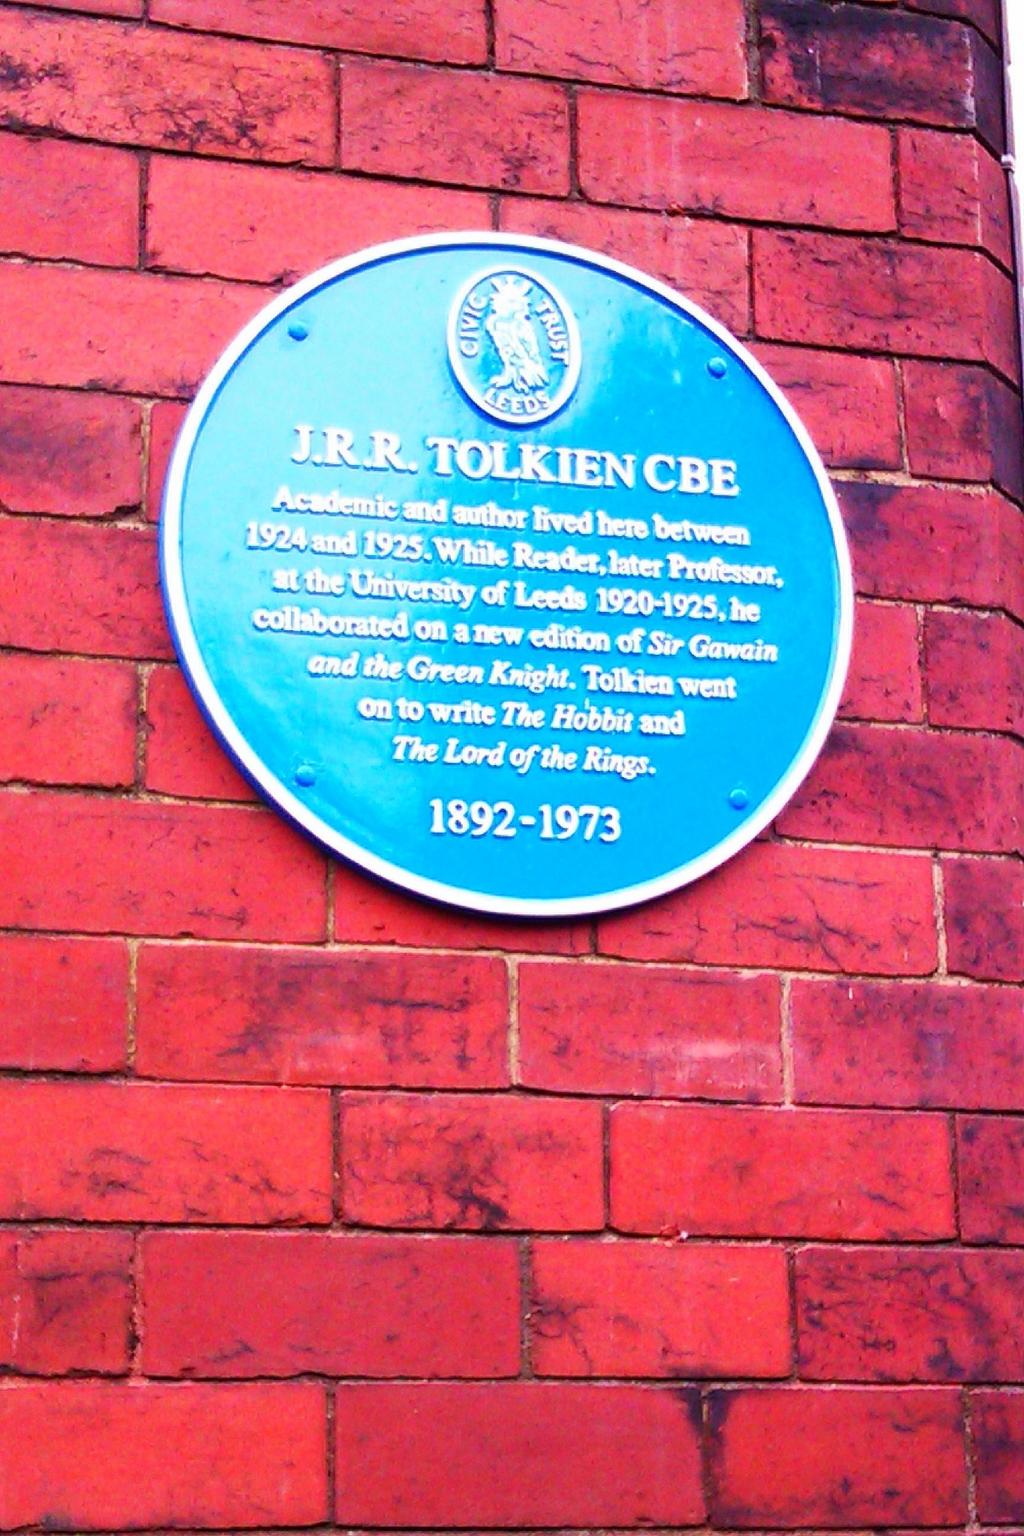 CIVIC TRUST
LEEDS
J.R.R. TOLKIEN CBE
Academic and author lived here between
1924 and 1925. While Reader, later Professor,
at the University of Leeds 1920-1925, he
collaborated on a new edition of Sir Gawain
and the Green Knight. Tolkien went
on to write The Hobbit and
The Lord of the Rings.
1892-1973